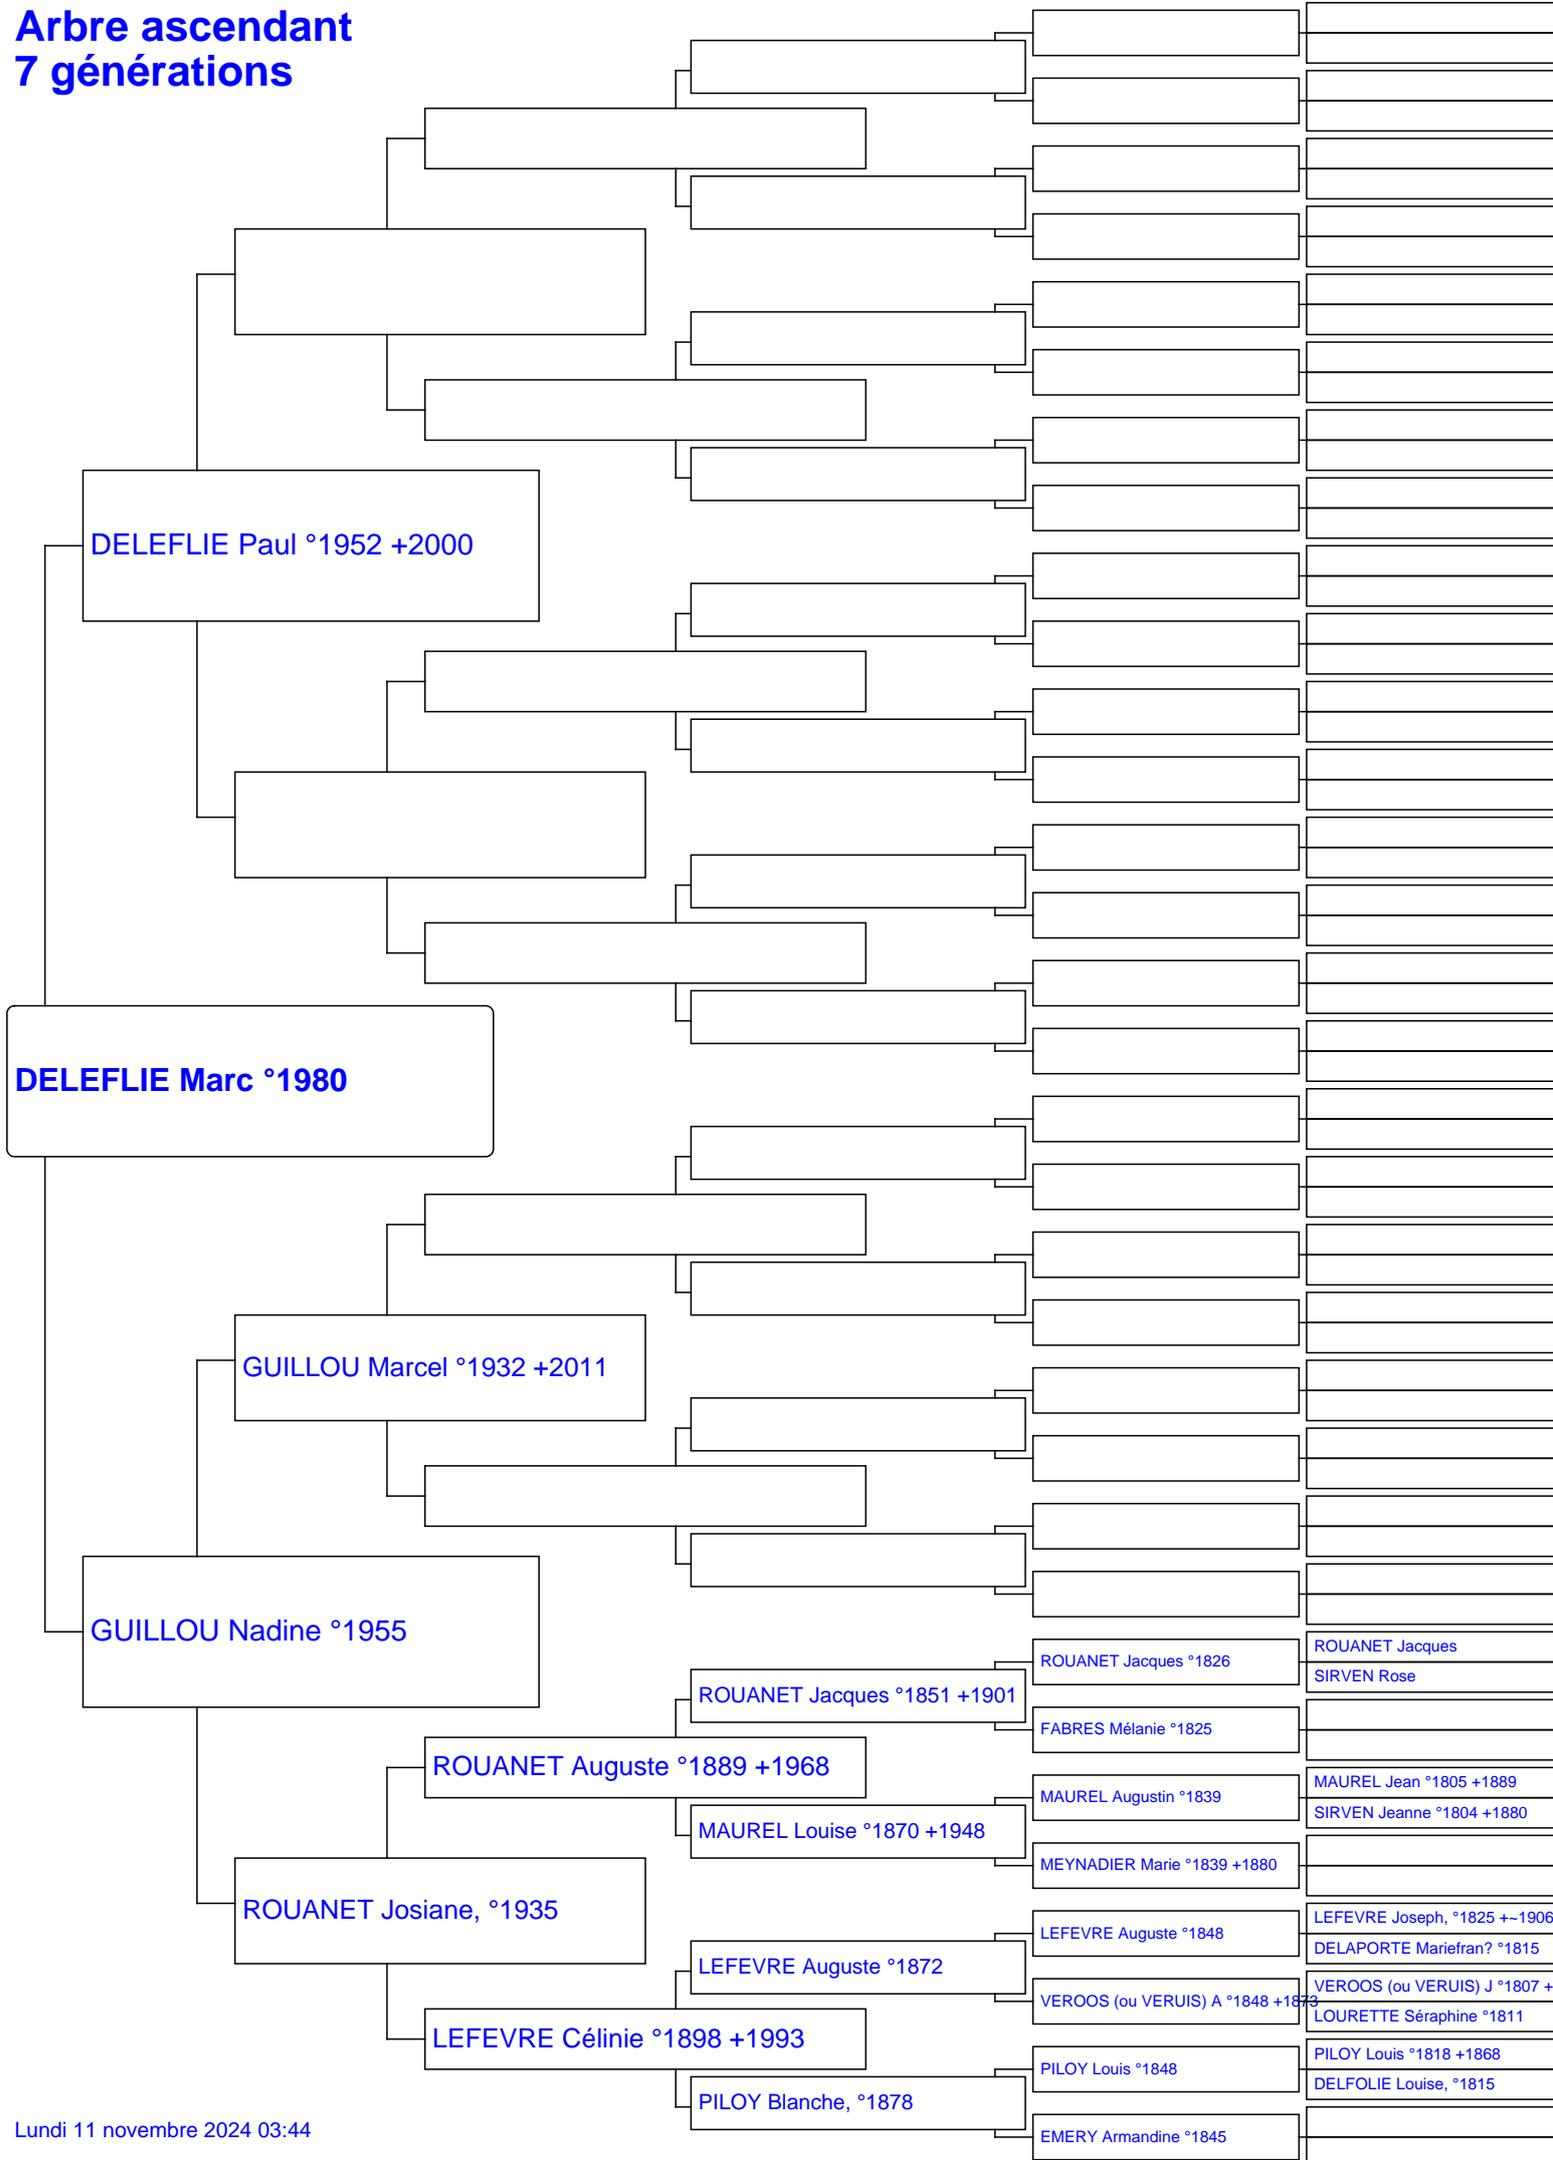 Arbre ascendant
7 générations
DELEFLIE Paul °1952 +2000
DELEFLIE Marc °1980
GUILLOU Marcel °1932 +2011
GUILLOU Nadine °1955
ROUANET Jacques
ROUANET Jacques °1826
SIRVEN Rose
ROUANET Jacques °1851 +1901
FABRES Mélanie °1825
ROUANET Auguste °1889 +1968
MAUREL Jean °1805 +1889
MAUREL Augustin °1839
SIRVEN Jeanne °1804 +1880
MAUREL Louise °1870 +1948
MEYNADIER Marie °1839 +1880
ROUANET Josiane, °1935
LEFEVRE Joseph, °1825 +~1906
LEFEVRE Auguste °1848
DELAPORTE Mariefran? °1815
LEFEVRE Auguste °1872
VEROOS (ou VERUIS) J °1807 +
VEROOS (ou VERUIS) A °1848 +1873
LOURETTE Séraphine °1811
LEFEVRE Célinie °1898 +1993
PILOY Louis °1818 +1868
PILOY Louis °1848
DELFOLIE Louise, °1815
PILOY Blanche, °1878
EMERY Armandine °1845
Lundi 11 novembre 2024 03:44